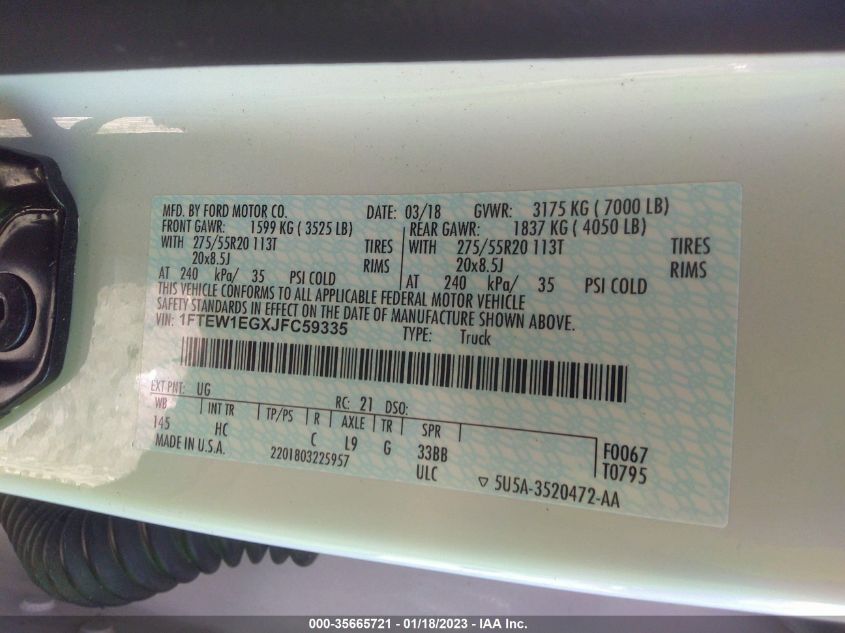 MFD. BY FORD MOTOR CO. DATE: 03/18 GVWR: 3175 KG ( 7000 LB)
FRONT GAWR: 1599 KG ( 3525 LB) REAR GAWR: 1837 KG ( 4050 LB)
WITH 275/55R20 113T TIRES WITH 275/55R20 113T TIRES
20x8.5J RIMS 20x8.5J RIMS
AT 240 kPa/ 35 PSI COLD AT 240 kPa/ 35 PSI COLD
THIS VEHICLE CONFORMS TO ALL APPLICABLE FEDERAL MOTOR VEHICLE
SAFETY STANDARDS IN EFFECT ON THE DATE OF MANUFACTURE SHOWN ABOVE.
VIN: 1FTEW1EGXJFC59335 TYPE: Truck
EXT PNT: UG RC: 21 DSO:
WB INT TR TP/PS R AXLE TR SPR
145 HC C L9 G 33BB F0067
MADE IN U.S.A. 2201803225957 ULC T0795
5U5A-3520472-AA
000-35665721 / 01/18/2023 - IAA Inc.